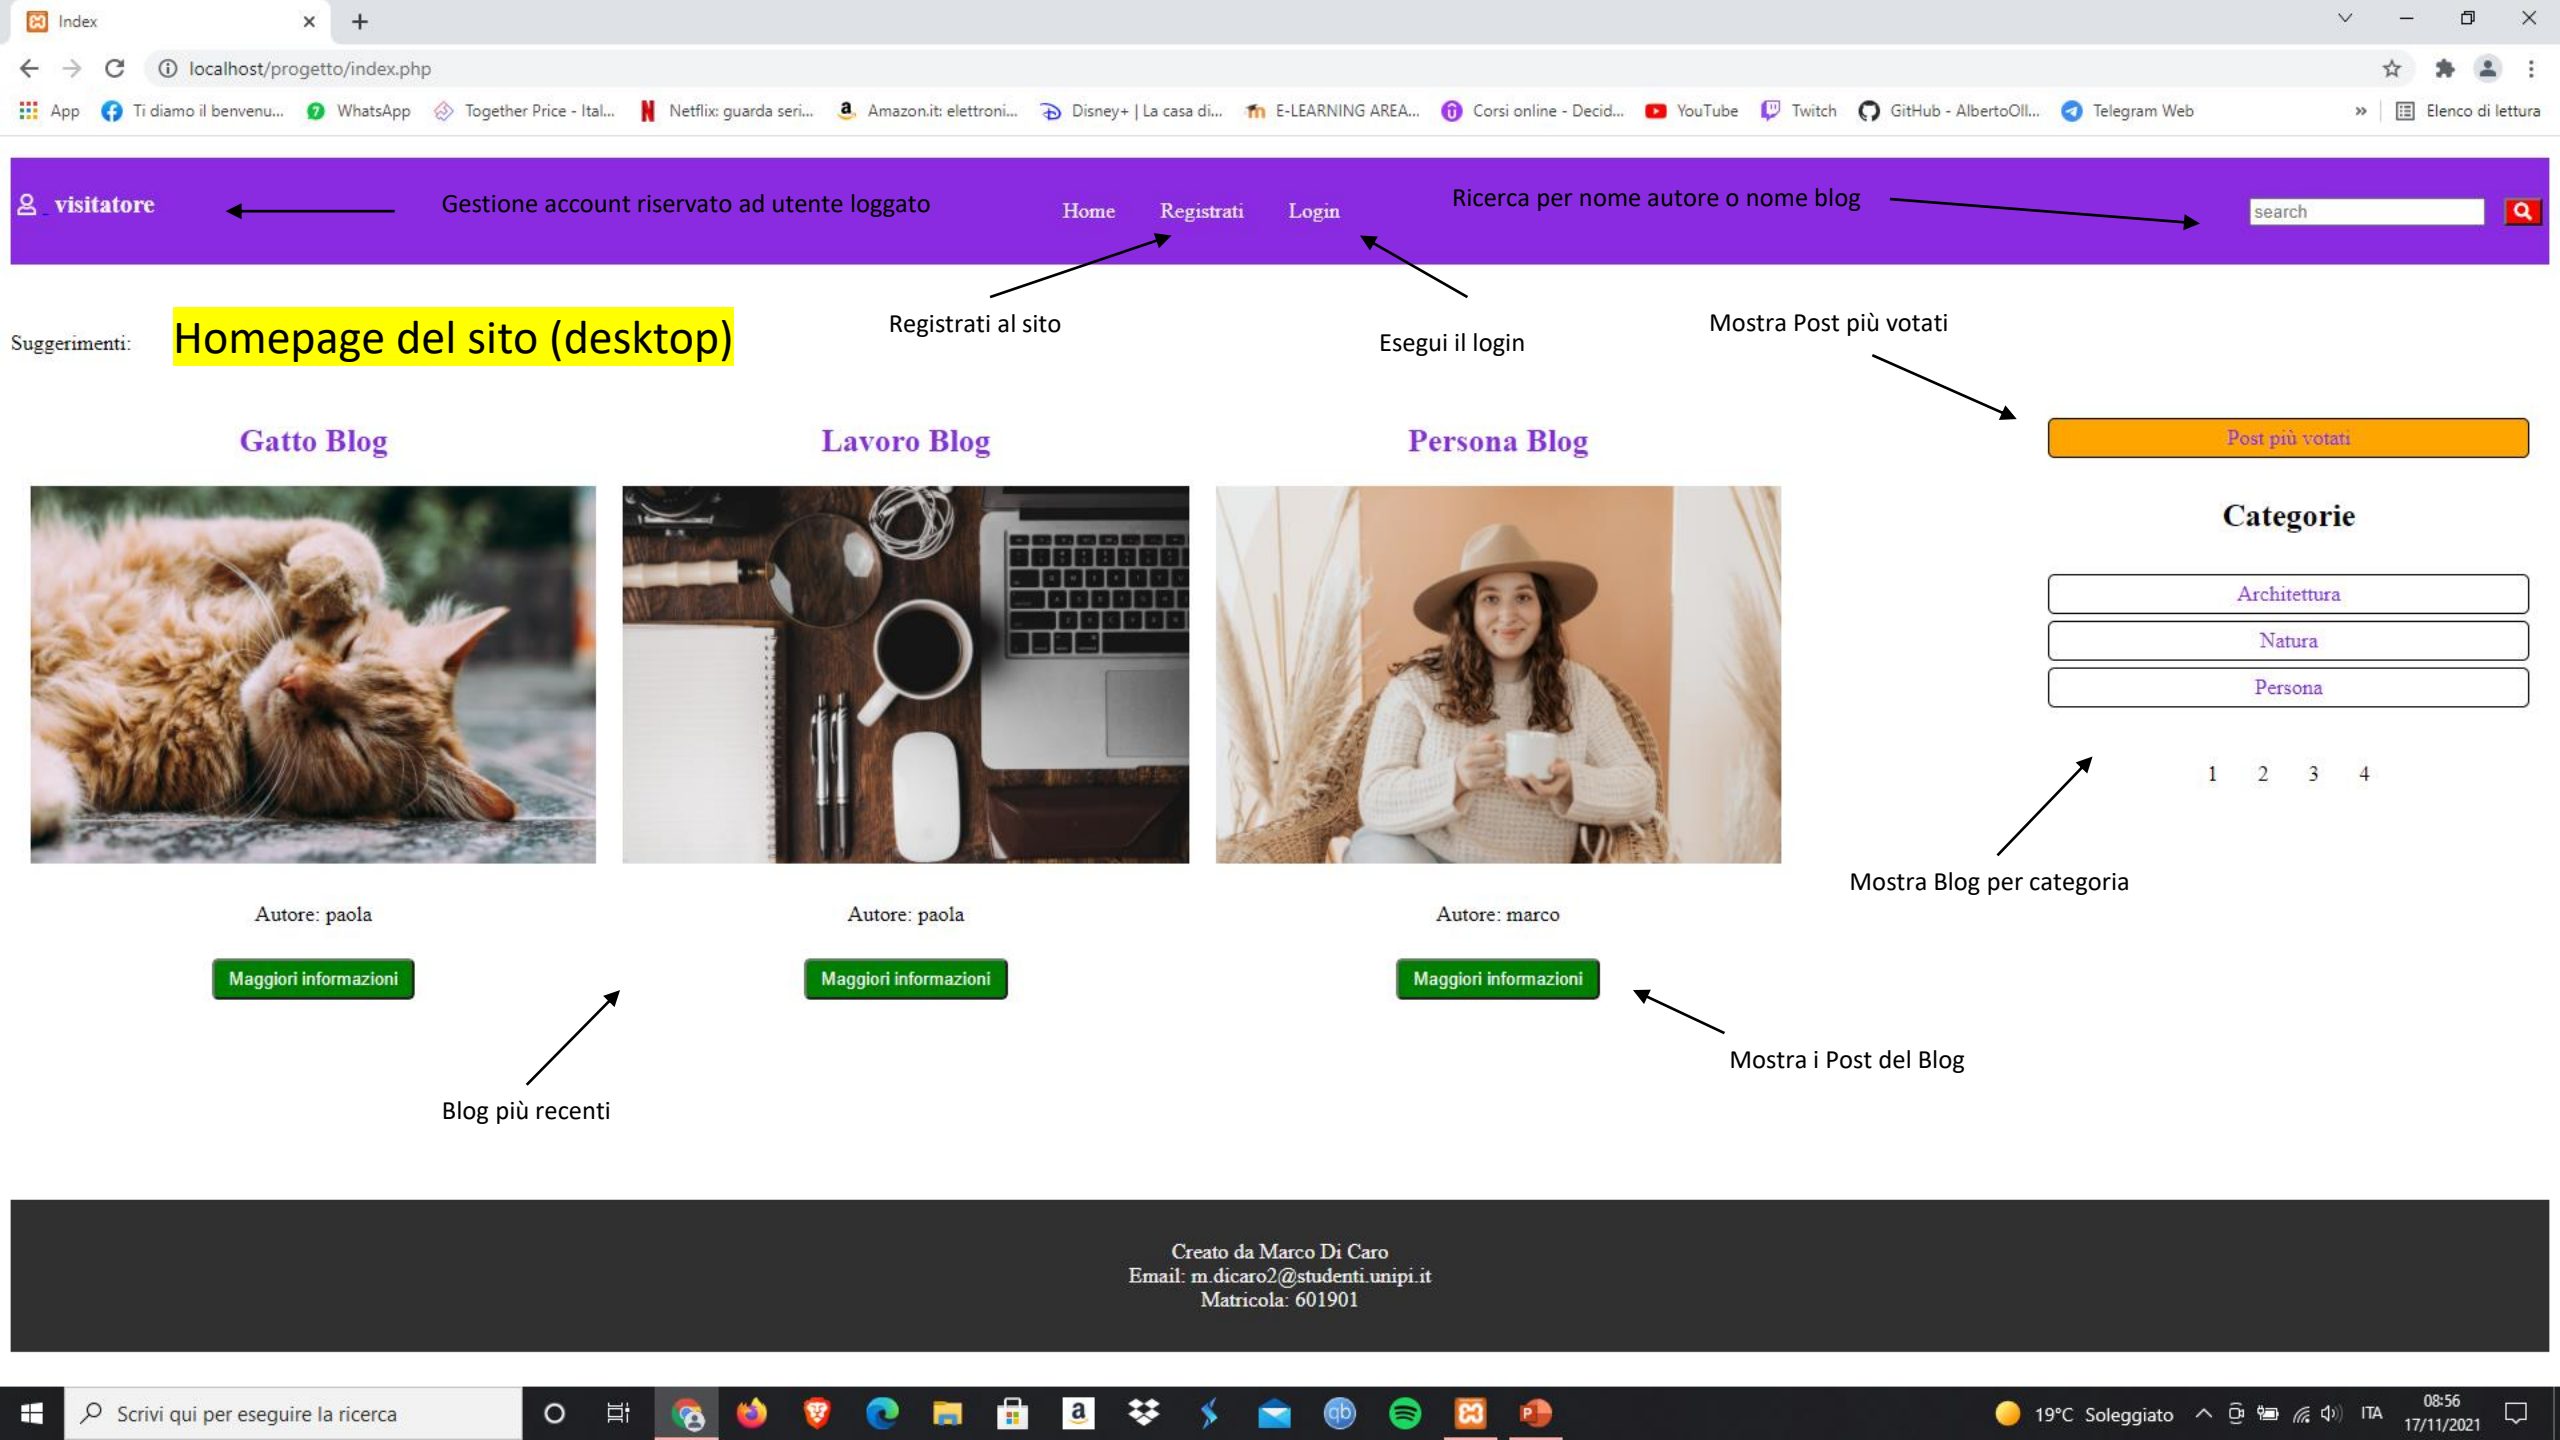 Index
localhost/progetto/index.php
App
Ti diamo il benvenu...
WhatsApp
Together Price - Ital...
Netflix: guarda seri...
Amazon.it: elettroni...
Disney+ | La casa di...
E-LEARNING AREA...
Corsi online - Decid...
YouTube
Twitch
GitHub - AlbertoOll...
Telegram Web
»
Elenco di lettura
visitatore
Gestione account riservato ad utente loggato
Home
Registrati
Login
Ricerca per nome autore o nome blog
search
Registrati al sito
Esegui il login
Mostra Post più votati
Suggerimenti:
Homepage del sito (desktop)
Gatto Blog
Lavoro Blog
Persona Blog
Post più votati
Categorie
Architettura
Natura
Persona
1 2 3 4
Mostra Blog per categoria
Autore: paola
Autore: paola
Autore: marco
Maggiori informazioni
Maggiori informazioni
Maggiori informazioni
Mostra i Post del Blog
Blog più recenti
Creato da Marco Di Caro
Email: m.dicaro2@studenti.unipi.it
Matricola: 601901
Scrivi qui per eseguire la ricerca
19°C Soleggiato
ITA
08:56
17/11/2021